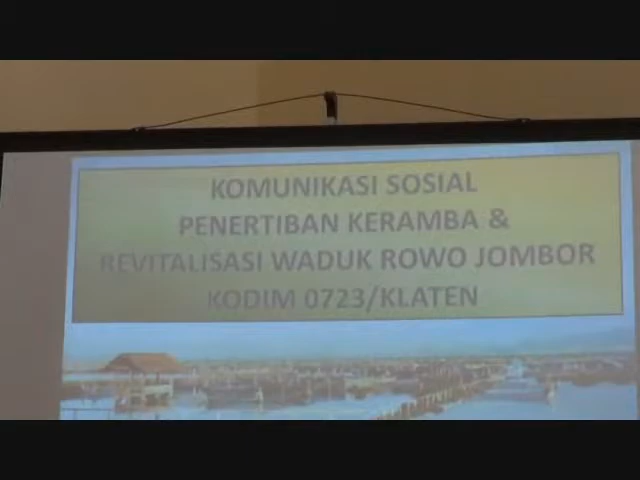 KOMUNIKASI SOSIAL
PENERTIBAN KERAMBA &
REVITALISASI WADUK ROWO JOMBOR
KODIM 0723/KLATEN